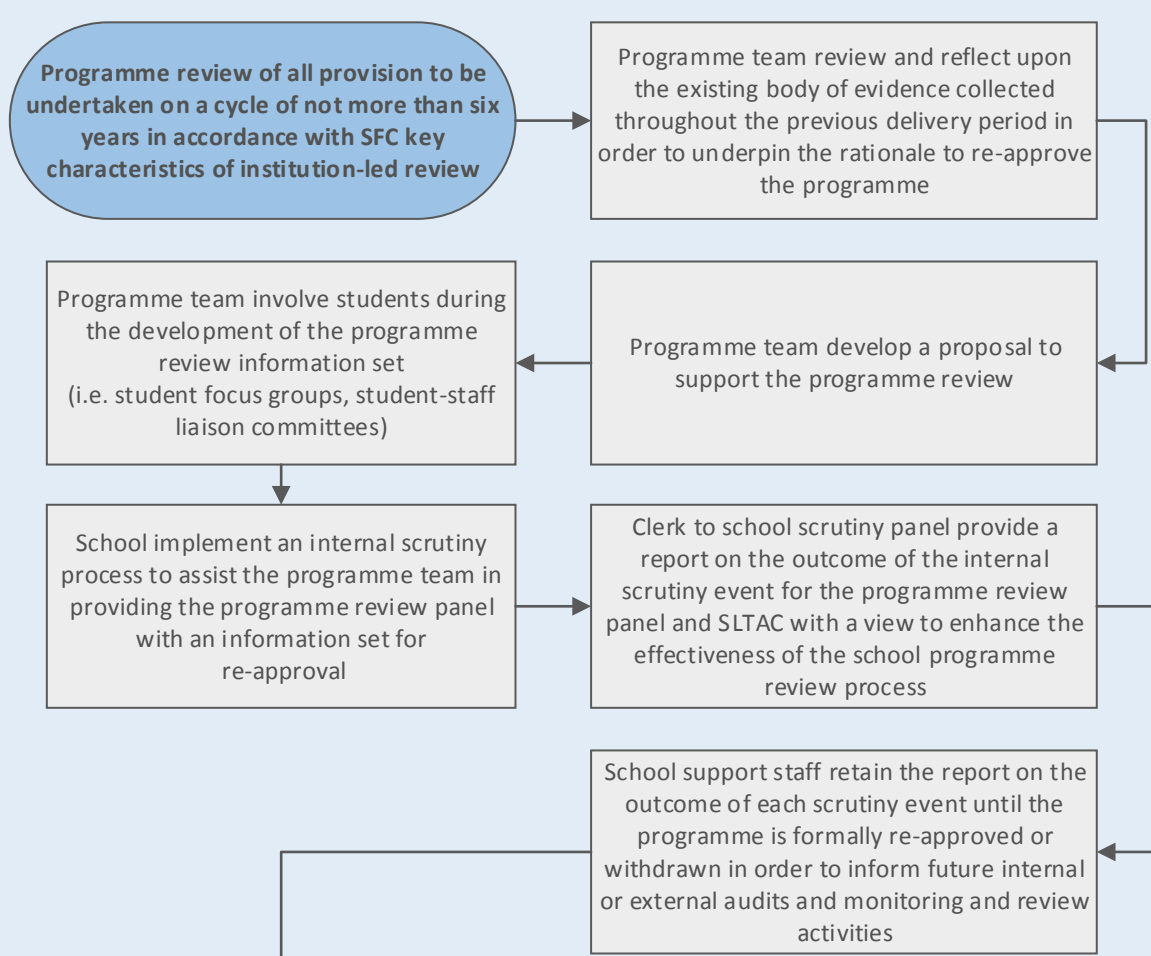 Programme review of all provision to be
undertaken on a cycle of not more than six
years in accordance with SFC key
characteristics of institution-led review
Programme team review and reflect upon
the existing body of evidence collected
throughout the previous delivery period in
order to underpin the rationale to re-approve
the programme
Programme team develop a proposal to
support the programme review
Programme team involve students during
the development of the programme
review information set
(i.e. student focus groups, student-staff
liaison committees)
School implement an internal scrutiny
process to assist the programme team in
providing the programme review panel
with an information set for
re-approval
Clerk to school scrutiny panel provide a
report on the outcome of the internal
scrutiny event for the programme review
panel and SLTAC with a view to enhance the
effectiveness of the school programme
review process
School support staff retain the report on the
outcome of each scrutiny event until the
programme is formally re-approved or
withdrawn in order to inform future internal
or external audits and monitoring and review
activities